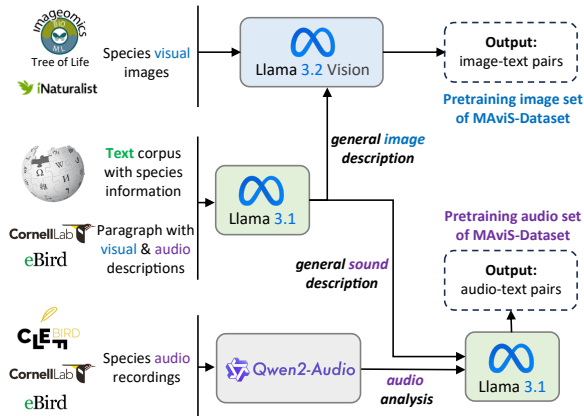 imageomics
BIO
ML
Tree of Life
iNaturalist
Species visual
images
Llama 3.2 Vision
Output:
image-text pairs
Pretraining image set
of MAviS-Dataset
general image
description
Text corpus
with species
information
CornellLab
eBird
Paragraph with
visual & audio
descriptions
Llama 3.1
general sound
description
Pretraining audio set
of MAviS-Dataset
Output:
audio-text pairs
CLEF
BIRD
CornellLab
eBird
Species audio
recordings
Qwen2-Audio
audio
analysis
Llama 3.1